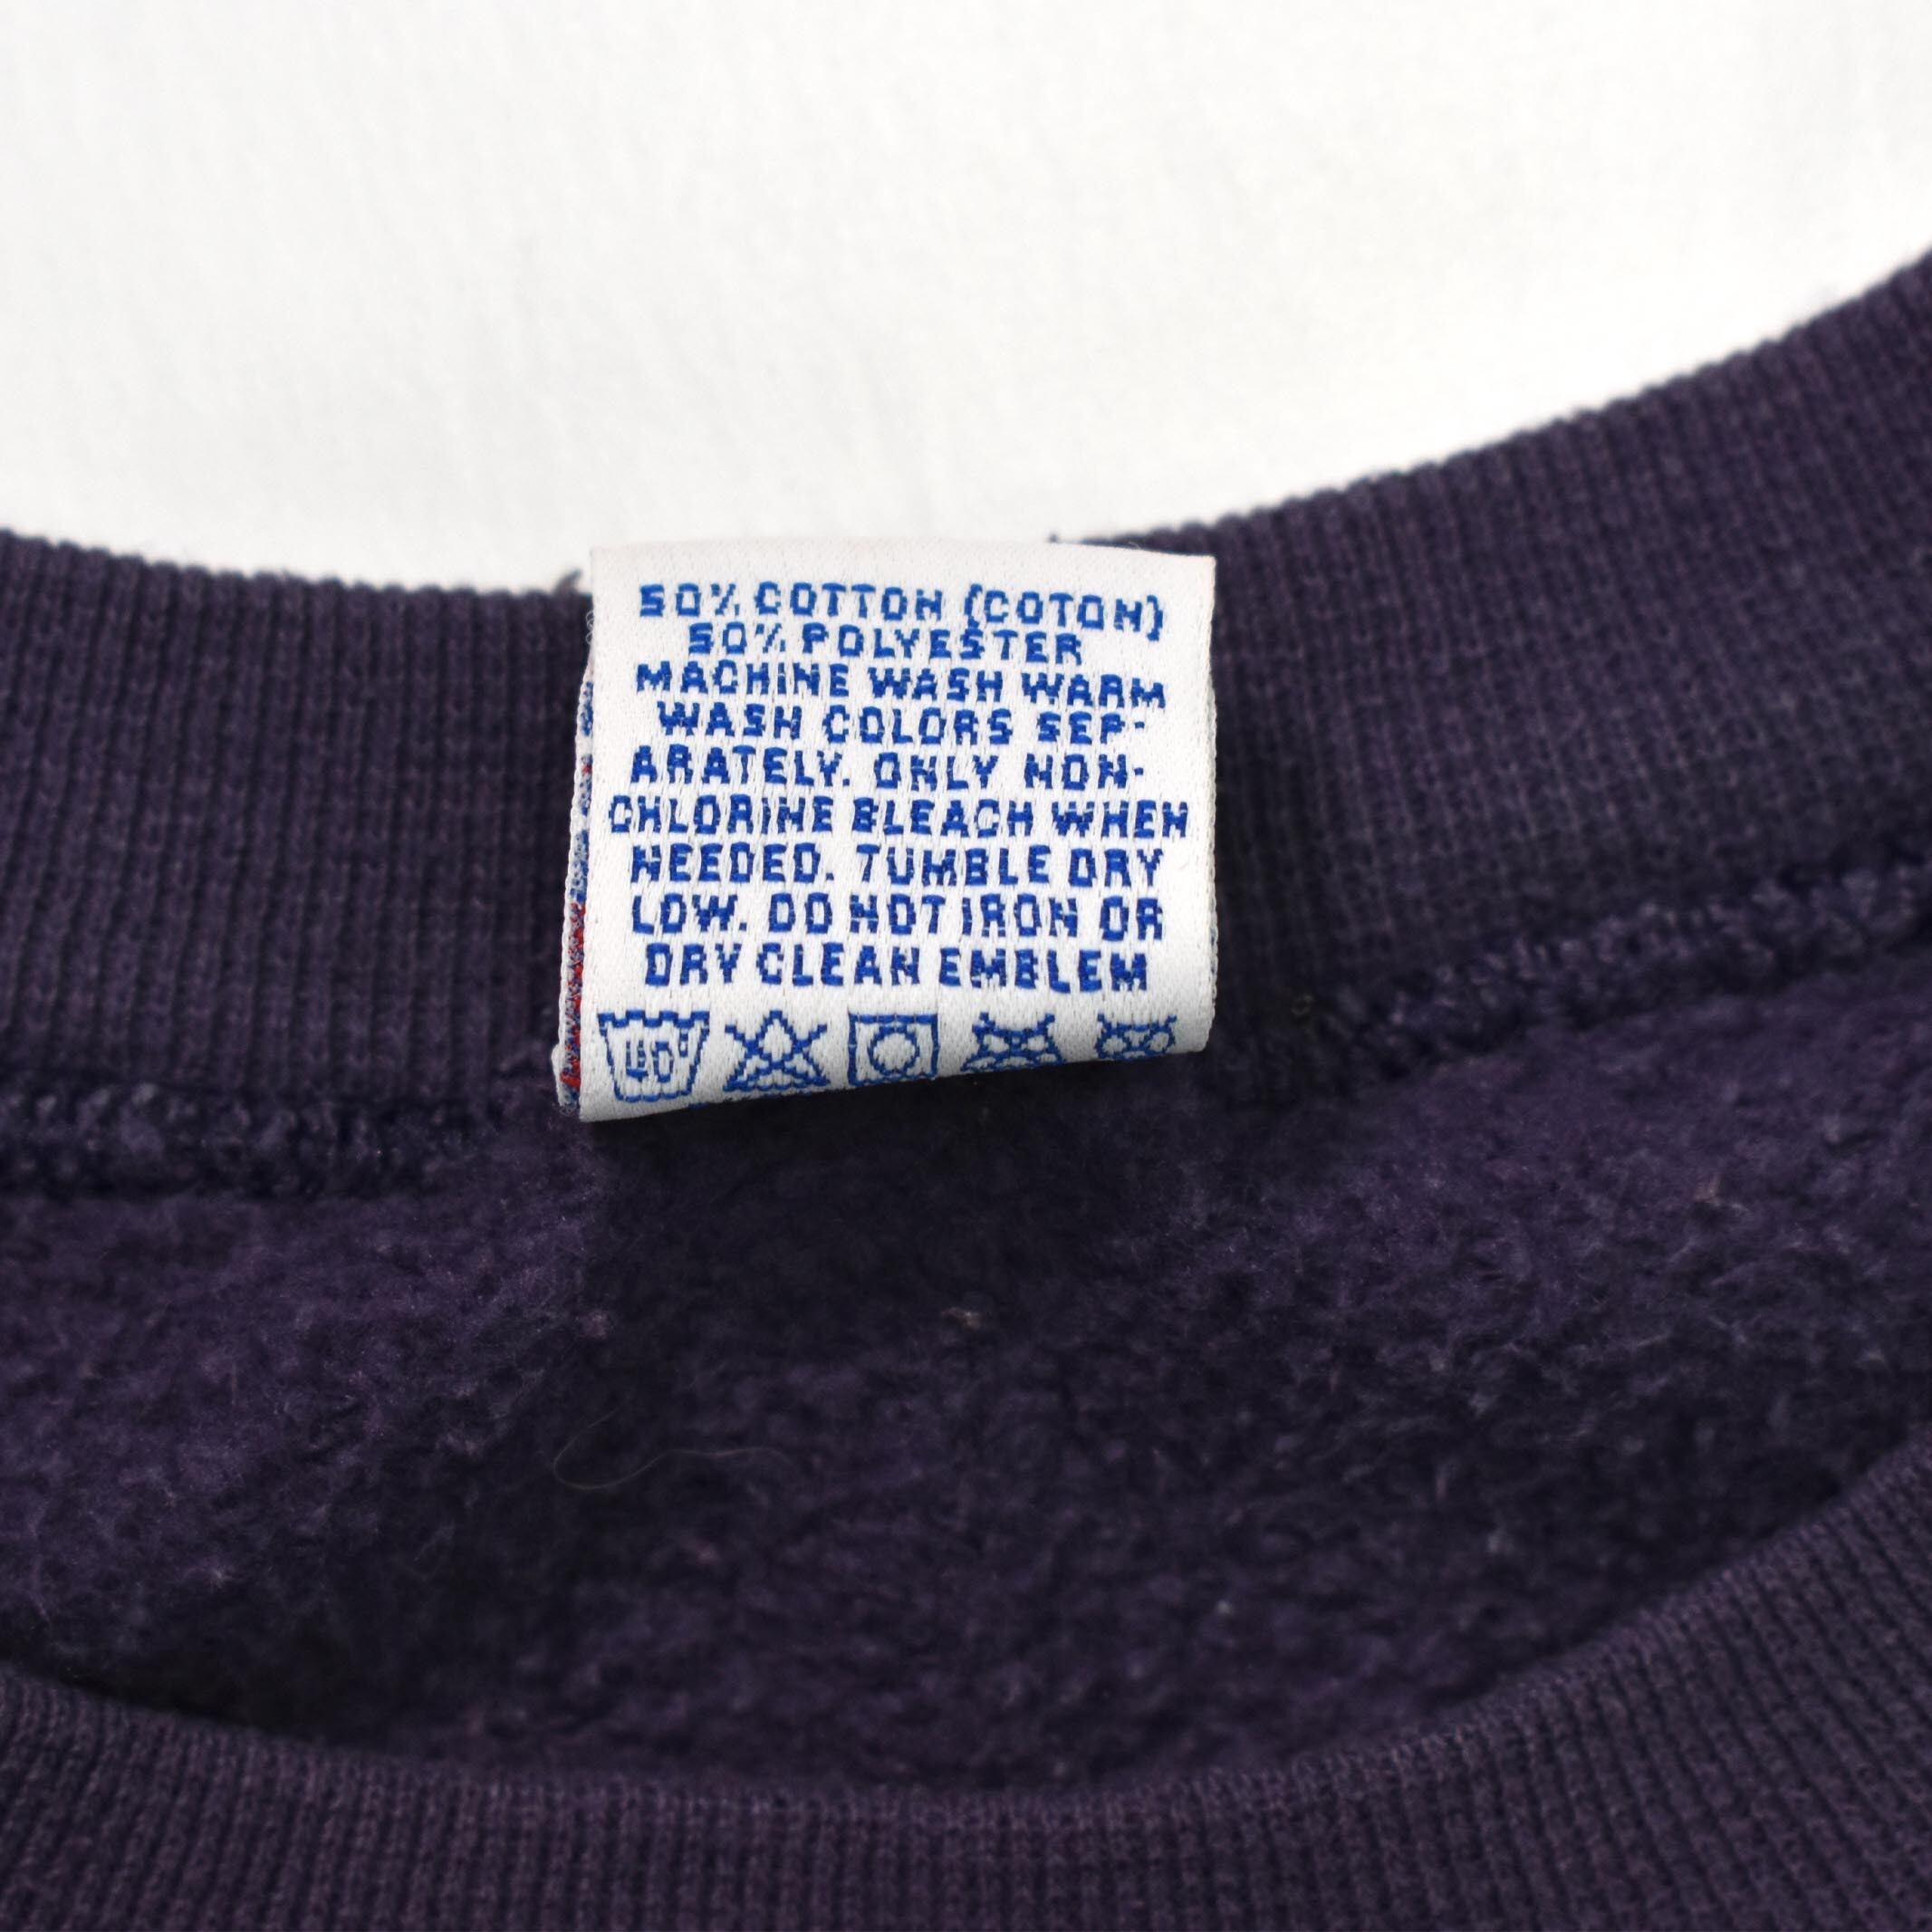 50% COTTON (COTON)
50% POLYESTER
MACHINE WASH WARM
WASH COLORS SEP-
ARATELY. ONLY NON-
CHLORINE BLEACH WHEN
NEEDED. TUMBLE DRY
LOW. DO NOT IRON OR
DRY CLEAN EMBLEM
40°